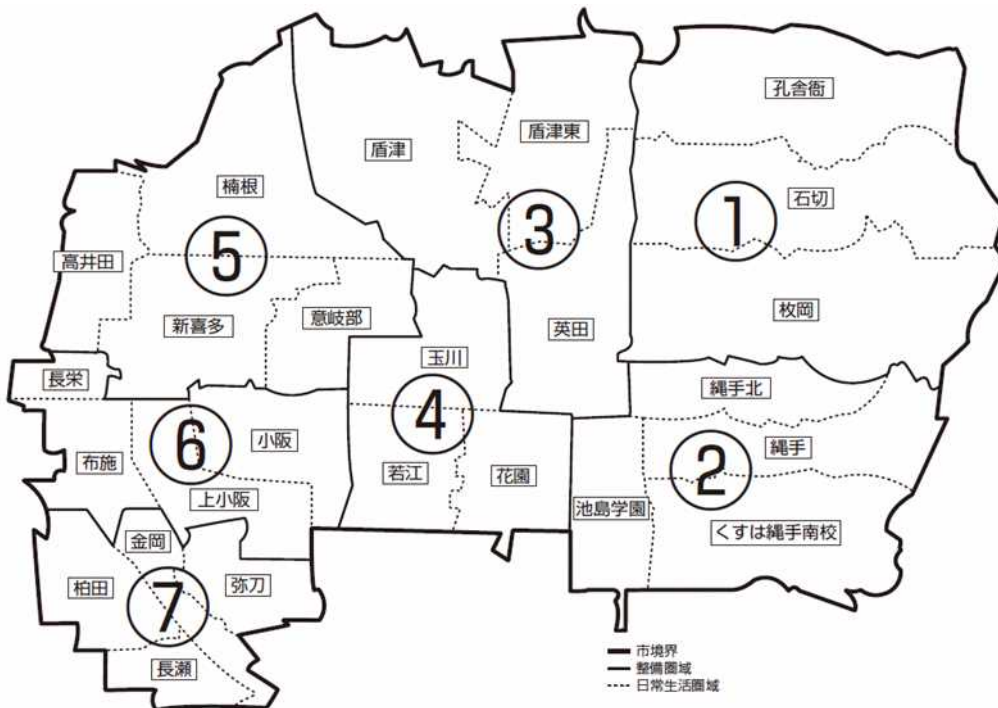 孔舎衙
盾津東
盾津
楠根
石切
1
3
5
高井田
枚岡
新喜多
意岐部
英田
玉川
長栄
縄手北
4
6
小阪
縄手
布施
2
若江
花園
上小阪
池島学園
くすは縄手南校
金岡
柏田
弥刀
7
長瀬
市境界
整備圏域
日常生活圏域